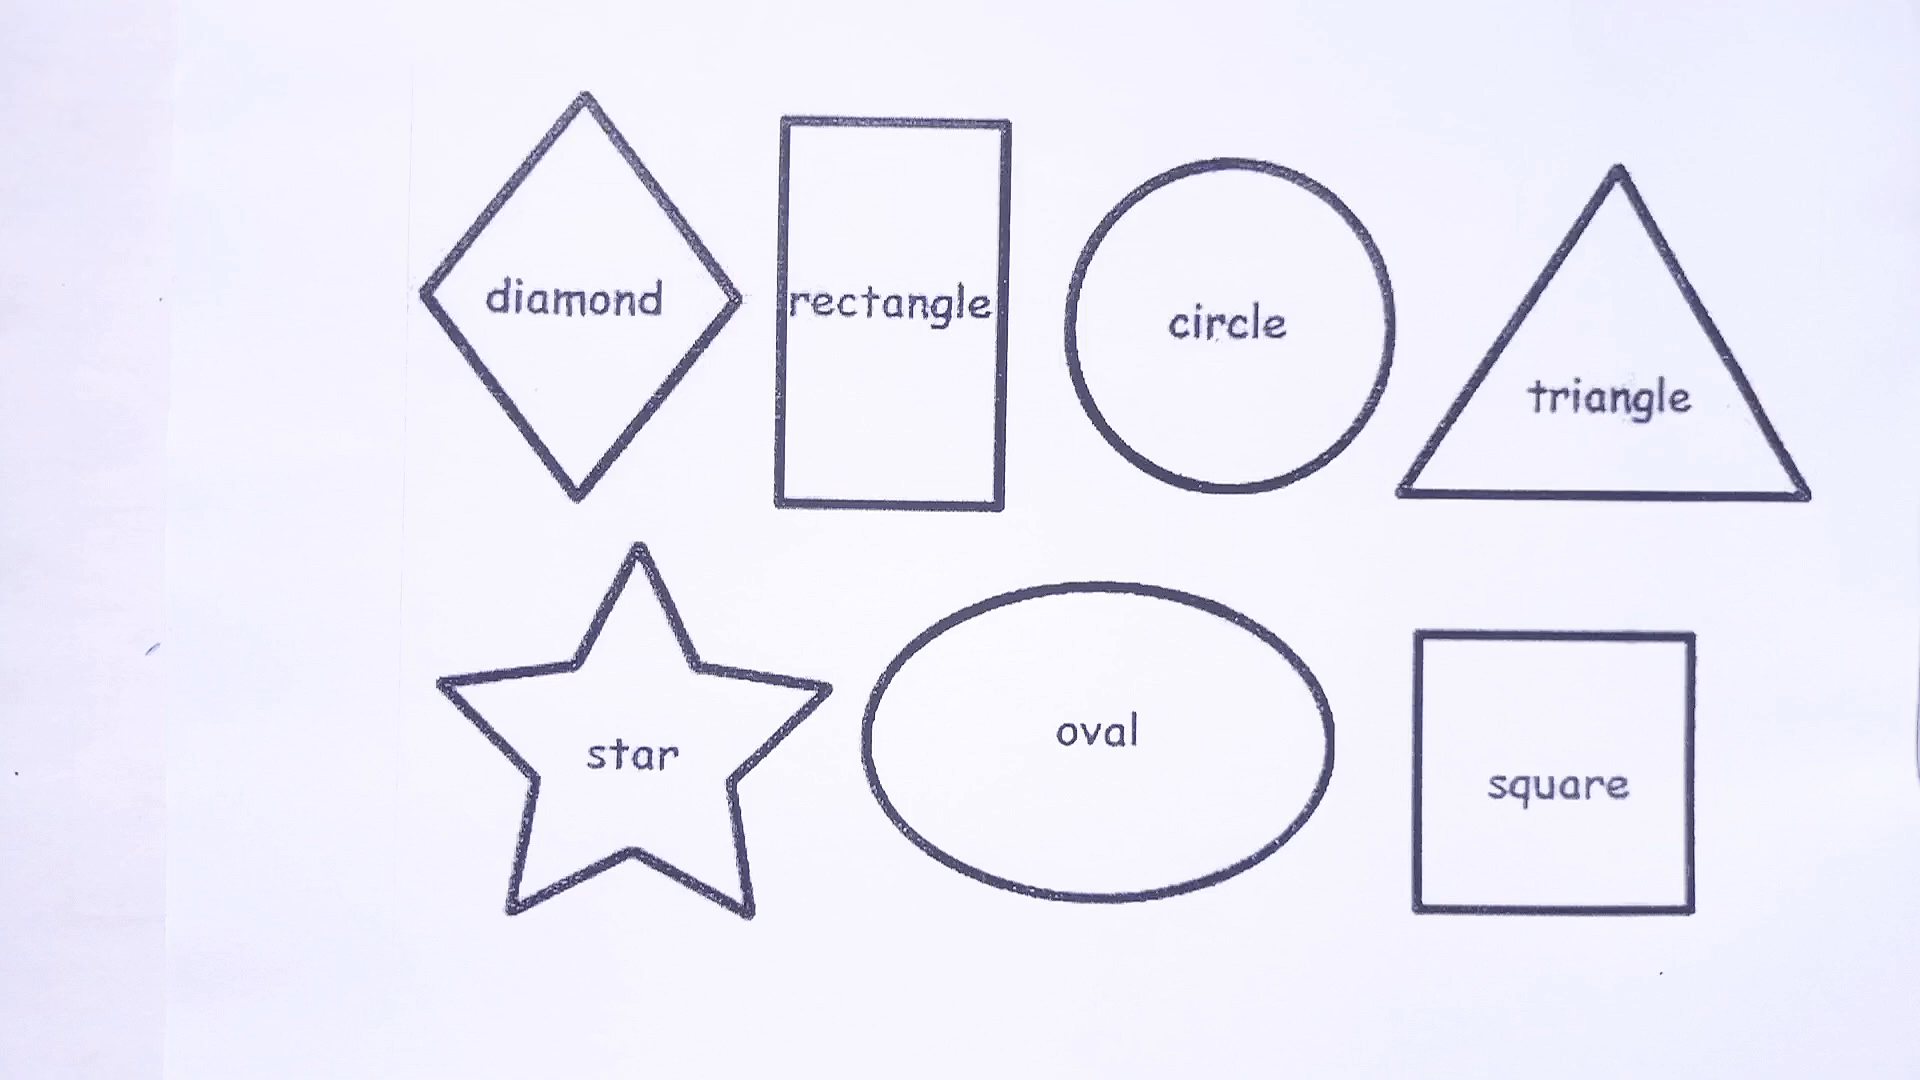 diamond
rectangle
circle
triangle
star
oval
square